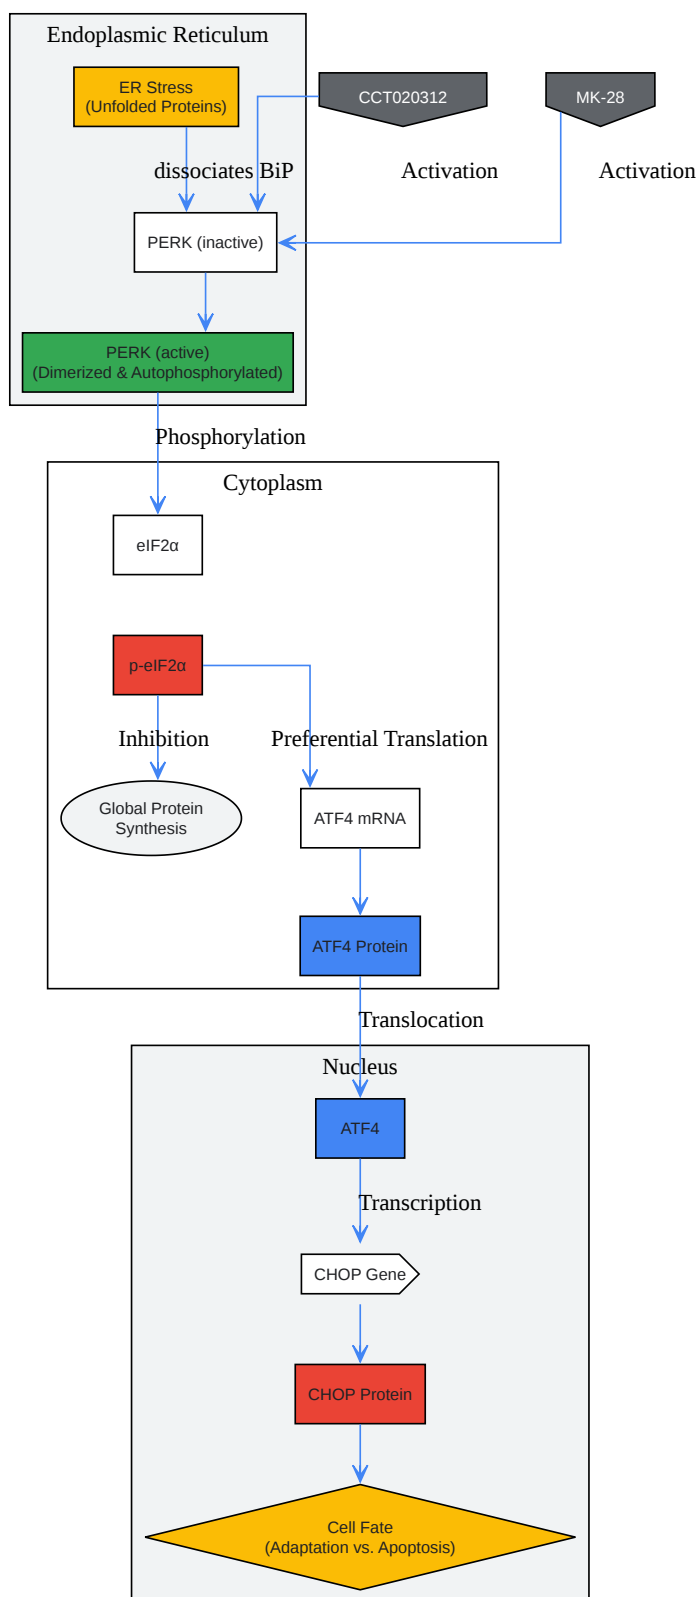 Endoplasmic Reticulum
ER Stress
(Unfolded Proteins)
CCT020312
MK-28
dissociates BiP
Activation
Activation
PERK (inactive)
PERK (active)
(Dimerized & Autophosphorylated)
Phosphorylation
Cytoplasm
eIF2α
p-eIF2α
Inhibition
Preferential Translation
Global Protein
Synthesis
ATF4 mRNA
ATF4 Protein
Translocation
Nucleus
ATF4
Transcription
CHOP Gene
CHOP Protein
Cell Fate
(Adaptation vs. Apoptosis)